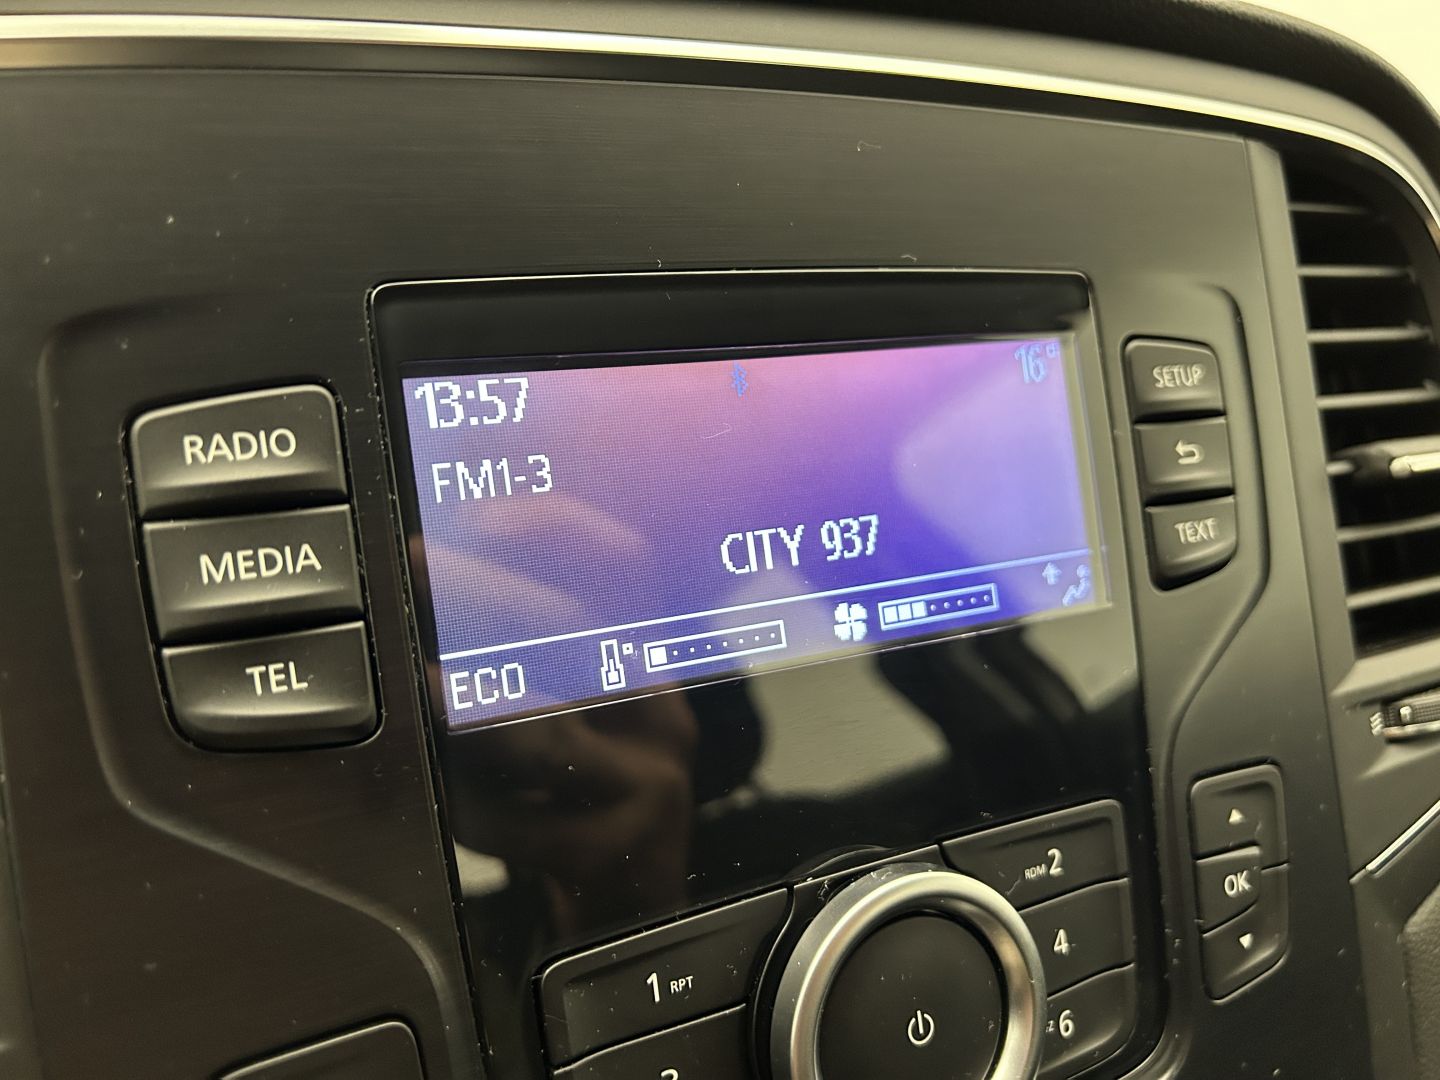 13:57
16°
FM1-3
CITY 937
ECO
RADIO
MEDIA
TEL
SETUP
TEXT
RDM 2
1 RPT
4
6
OK